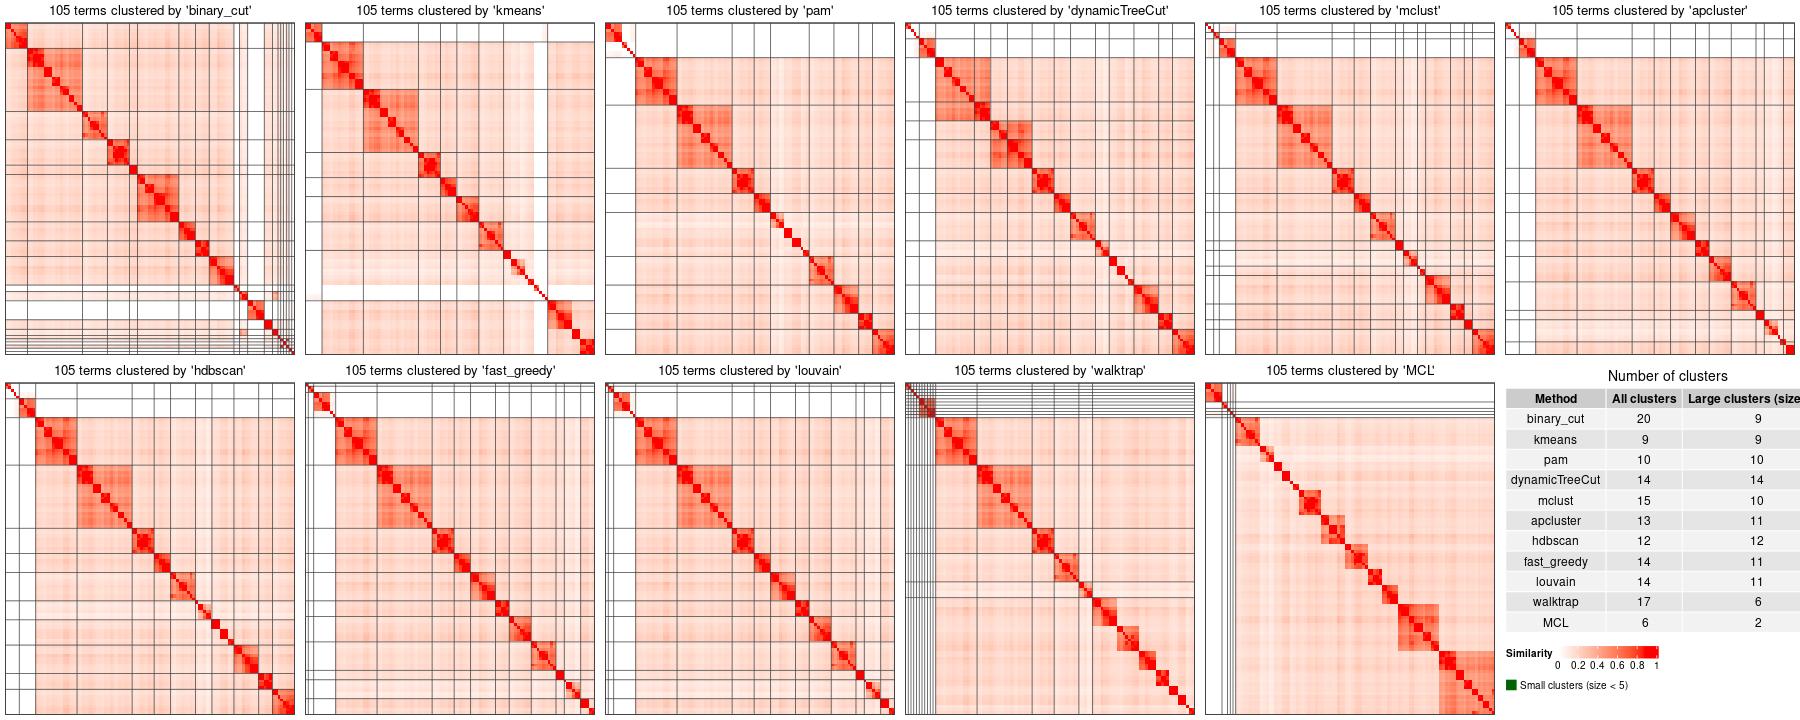 105 terms clustered by 'binary_cut'
105 terms clustered by 'kmeans'
105 terms clustered by 'pam'
105 terms clustered by 'dynamicTreeCut'
105 terms clustered by 'mclust'
105 terms clustered by 'apcluster'
105 terms clustered by 'hdbscan'
105 terms clustered by 'fast_greedy'
105 terms clustered by 'louvain'
105 terms clustered by 'walktrap'
105 terms clustered by 'MCL'
Number of clusters
Method All clusters Large clusters (size
binary_cut 20 9
kmeans 9 9
pam 10 10
dynamicTreeCut 14 14
mclust 15 10
apcluster 13 11
hdbscan 12 12
fast_greedy 14 11
louvain 14 11
walktrap 17 6
MCL 6 2
Similarity
0 0.2 0.4 0.6 0.8 1
Small clusters (size < 5)